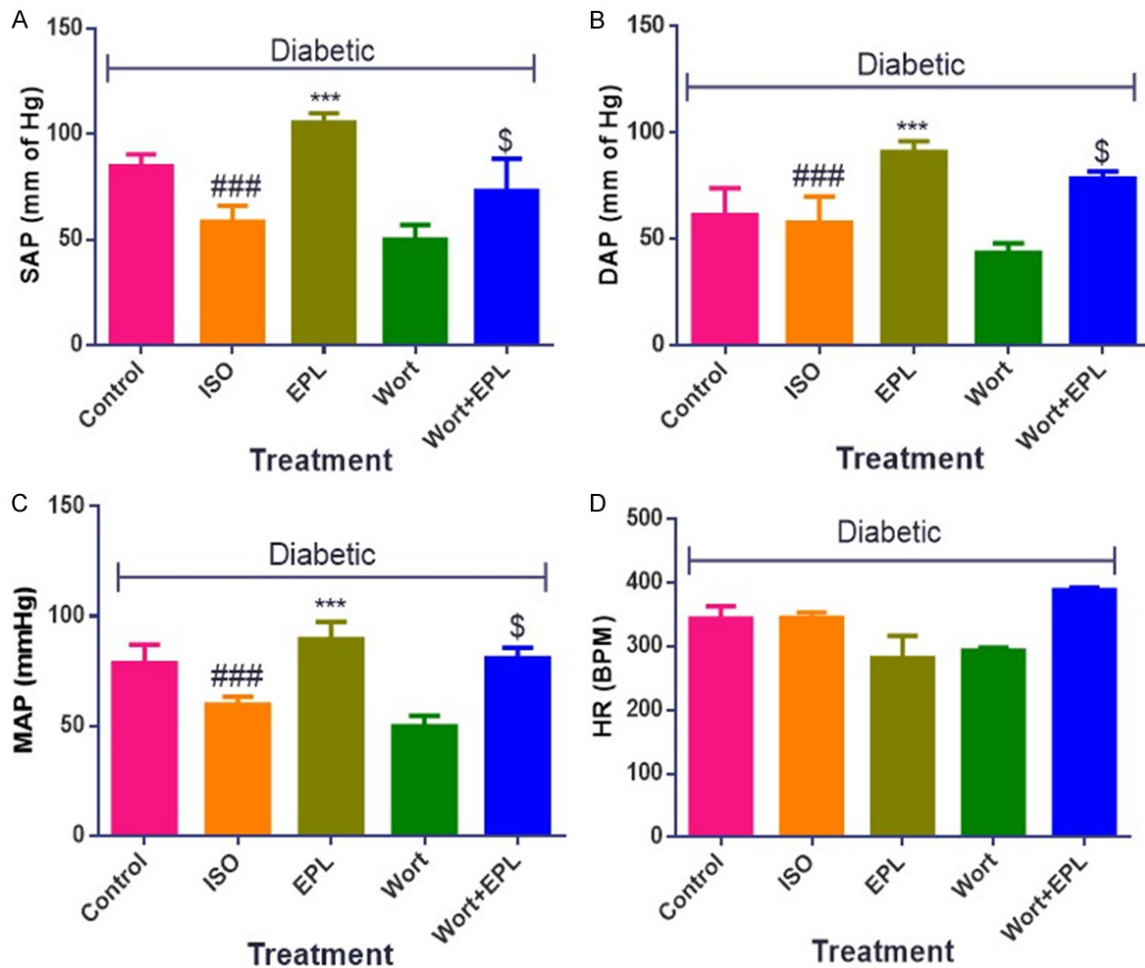 A
SAP (mm of Hg)
150
100
50
0
Diabetic
###
***
$
Control
ISO
EPL
Wort
Wort+EPL
Treatment
B
DAP (mm of Hg)
150
100
50
0
Diabetic
###
***
$
Control
ISO
EPL
Wort
Wort+EPL
Treatment
C
MAP (mmHg)
150
100
50
0
Diabetic
###
***
$
Control
ISO
EPL
Wort
Wort+EPL
Treatment
D
HR (BPM)
500
400
300
200
100
0
Diabetic
Control
ISO
EPL
Wort
Wort+EPL
Treatment